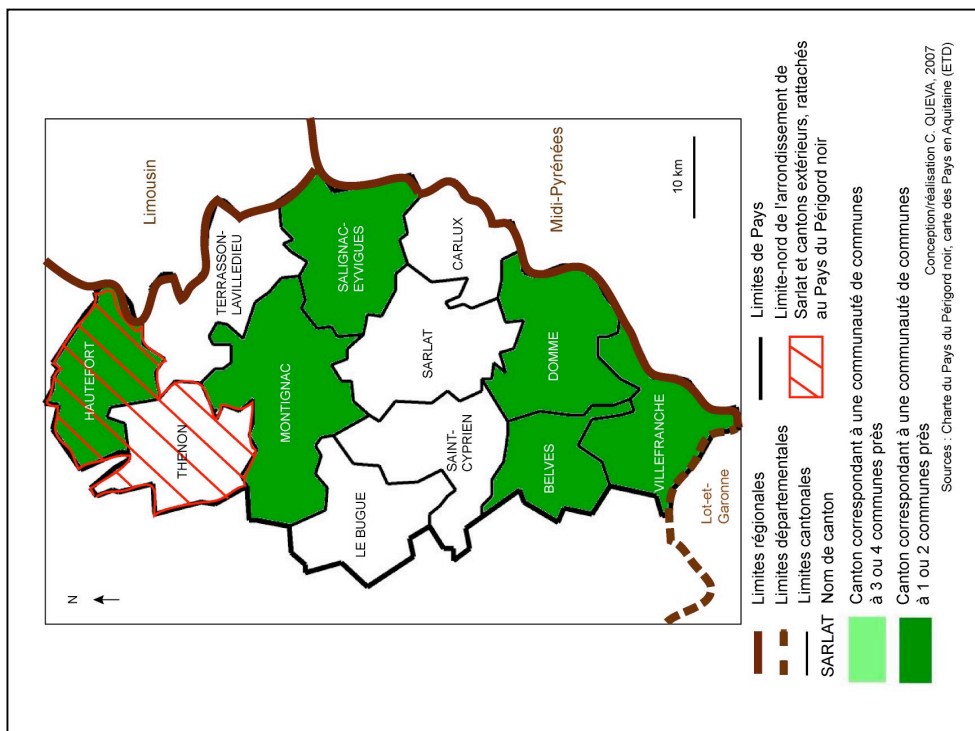 N
Limousin
HAUTEFORT
TERRASSON-
LAVILLEDIEU
THENON
MONTIGNAC
SALIGNAC-
EYVIGUES
LE BUGUE
SARLAT
CARLUX
SAINT-
CYPRIEN
Midi-Pyrénées
BELVES
DOMME
VILLEFRANCHE
Lot-et-
Garonne
10 km
Limites régionales
Limites départementales
Limites cantonales
SARLAT Nom de canton
Canton correspondant à une communauté de communes
à 3 ou 4 communes près
Canton correspondant à une communauté de communes
à 1 ou 2 communes près
Limites de Pays
Limite-nord de l'arrondissement de
Sarlat et cantons extérieurs, rattachés
au Pays du Périgord noir
Conception/réalisation C. QUEVA, 2007
Sources : Charte du Pays du Périgord noir, carte des Pays en Aquitaine (ETD)